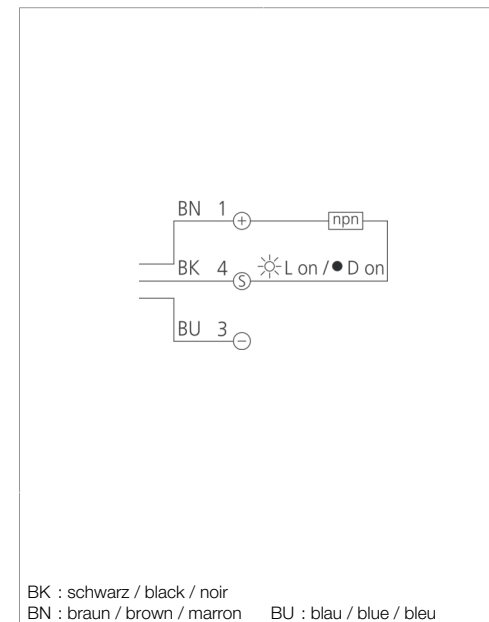 BN 1 + npn
BK 4 S L on / ● D on
BU 3 −
BK : schwarz / black / noir
BN : braun / brown / marron BU : blau / blue / bleu